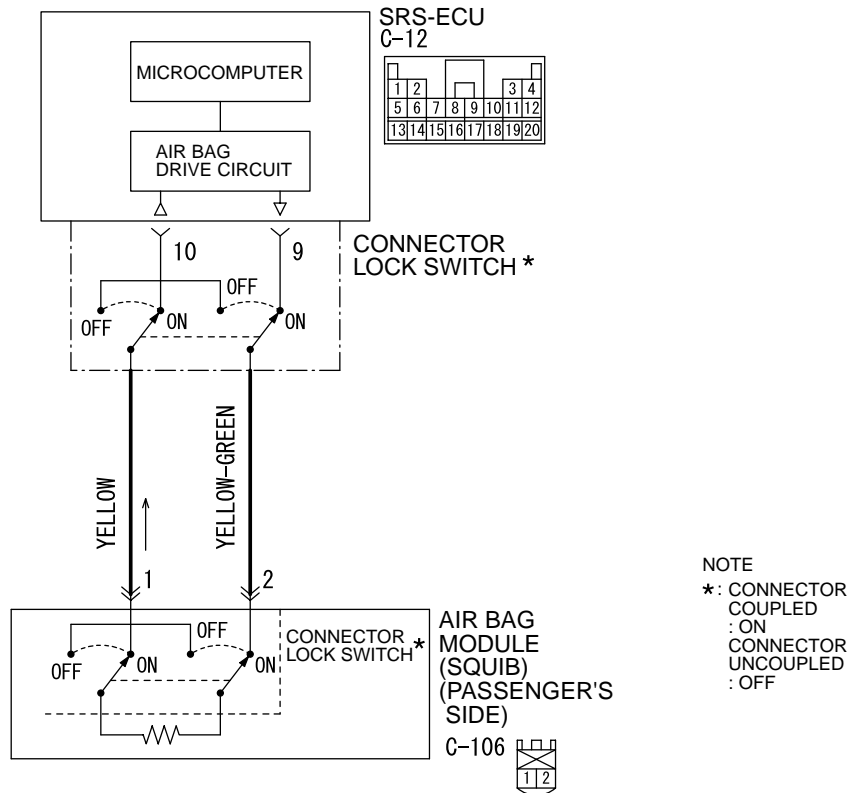 SRS-ECU
C-12
MICROCOMPUTER
1 2 3 4
5 6 7 8 9 10 11 12
13 14 15 16 17 18 19 20
AIR BAG
DRIVE CIRCUIT
10 9
CONNECTOR
LOCK SWITCH *
OFF
OFF ON ON
YELLOW
YELLOW-GREEN
1 2
NOTE
* : CONNECTOR
COUPLED
: ON
CONNECTOR
UNCOUPLED
: OFF
OFF
OFF ON ON
CONNECTOR
LOCK SWITCH *
AIR BAG
MODULE
(SQUIB)
(PASSENGER'S
SIDE)
C-106
1 2